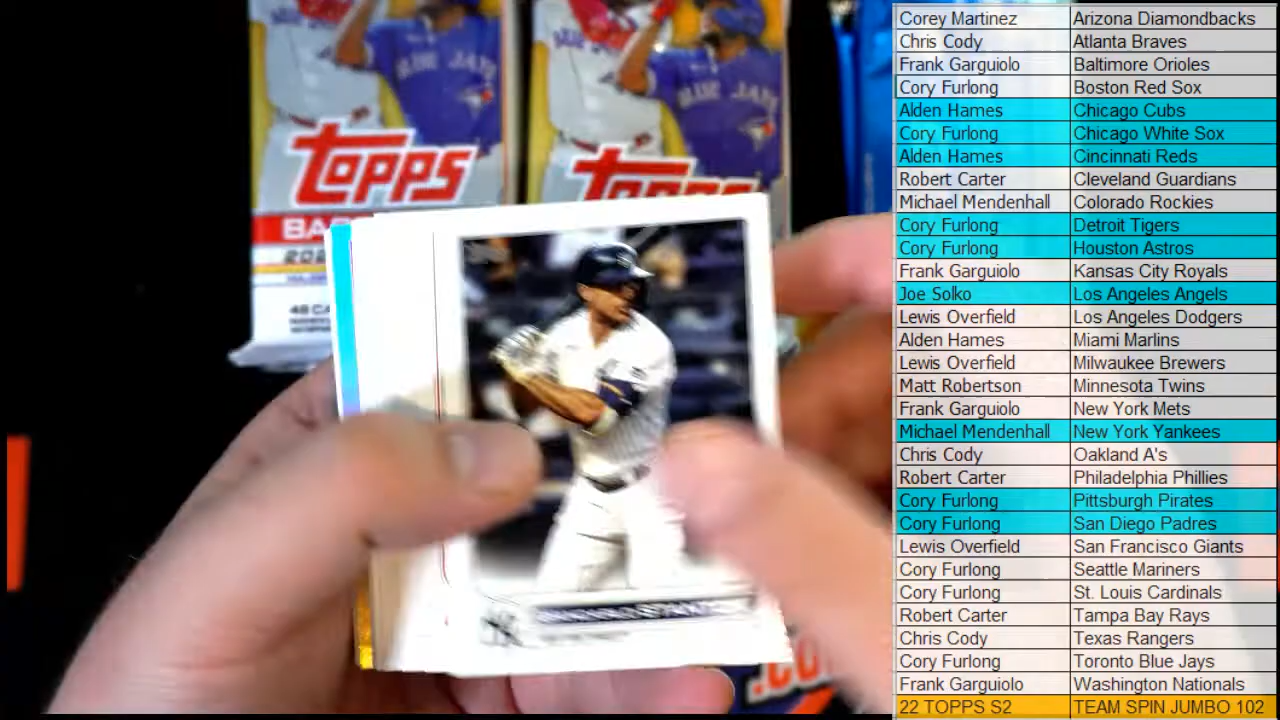 TOPPS
TOPPS
BLUE JAYS
BLUE JAYS
Corey Martinez Arizona Diamondbacks
Chris Cody Atlanta Braves
Frank Garguiolo Baltimore Orioles
Cory Furlong Boston Red Sox
Alden Hames Chicago Cubs
Cory Furlong Chicago White Sox
Alden Hames Cincinnati Reds
Robert Carter Cleveland Guardians
Michael Mendenhall Colorado Rockies
Cory Furlong Detroit Tigers
Cory Furlong Houston Astros
Frank Garguiolo Kansas City Royals
Joe Solko Los Angeles Angels
Lewis Overfield Los Angeles Dodgers
Alden Hames Miami Marlins
Lewis Overfield Milwaukee Brewers
Matt Robertson Minnesota Twins
Frank Garguiolo New York Mets
Michael Mendenhall New York Yankees
Chris Cody Oakland A's
Robert Carter Philadelphia Phillies
Cory Furlong Pittsburgh Pirates
Cory Furlong San Diego Padres
Lewis Overfield San Francisco Giants
Cory Furlong Seattle Mariners
Cory Furlong St. Louis Cardinals
Robert Carter Tampa Bay Rays
Chris Cody Texas Rangers
Cory Furlong Toronto Blue Jays
Frank Garguiolo Washington Nationals
22 TOPPS S2 TEAM SPIN JUMBO 102